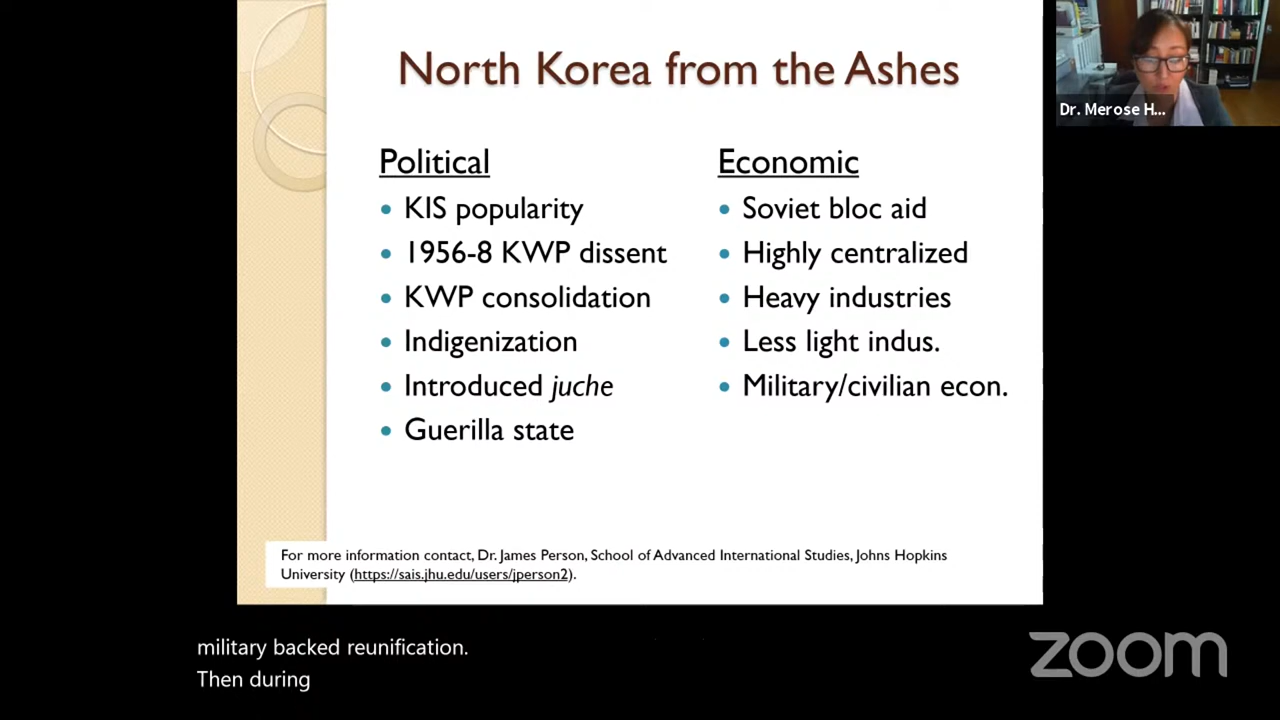 North Korea from the Ashes
Dr. Merose H...
Political
• KIS popularity
• 1956-8 KWP dissent
• KWP consolidation
• Indigenization
• Introduced juche
• Guerilla state
Economic
• Soviet bloc aid
• Highly centralized
• Heavy industries
• Less light indus.
• Military/civilian econ.
For more information contact, Dr. James Person, School of Advanced International Studies, Johns Hopkins
University (https://sais.jhu.edu/users/jperson2).
military backed reunification.
Then during
zoom